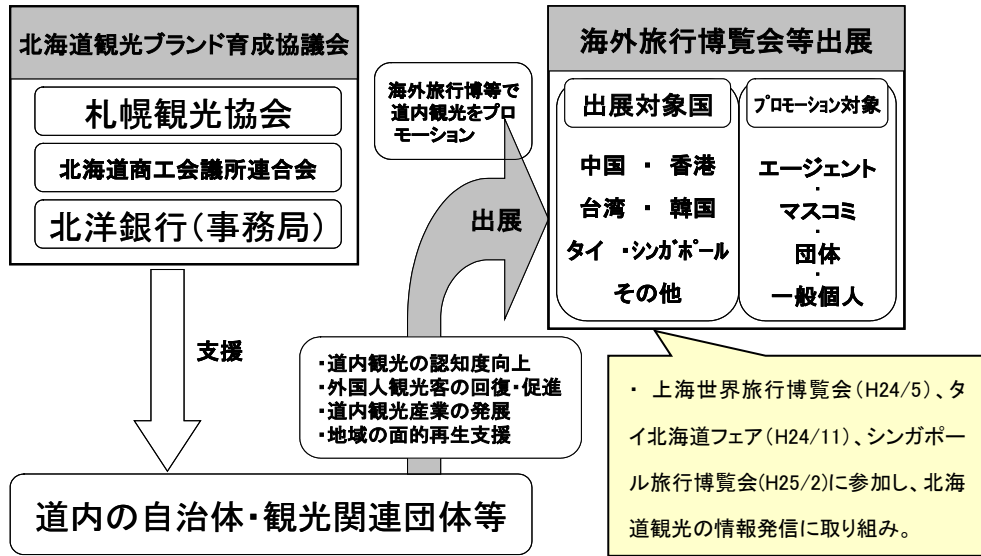 北海道観光ブランド育成協議会
札幌観光協会
北海道商工会議所連合会
北洋銀行(事務局)
支援
道内の自治体・観光関連団体等
・道内観光の認知度向上
・外国人観光客の回復・促進
・道内観光産業の発展
・地域の面的再生支援
出展
海外旅行博等で
道内観光をプロ
モーション
海外旅行博覧会等出展
出展対象国
中国 ・ 香港
台湾 ・ 韓国
タイ ・シンガポール
その他
プロモーション対象
エージェント
・
マスコミ
・
団体
・
一般個人
・ 上海世界旅行博覧会(H24/5)、タ
イ北海道フェア(H24/11)、シンガポー
ル旅行博覧会(H25/2)に参加し、北海
道観光の情報発信に取り組み。